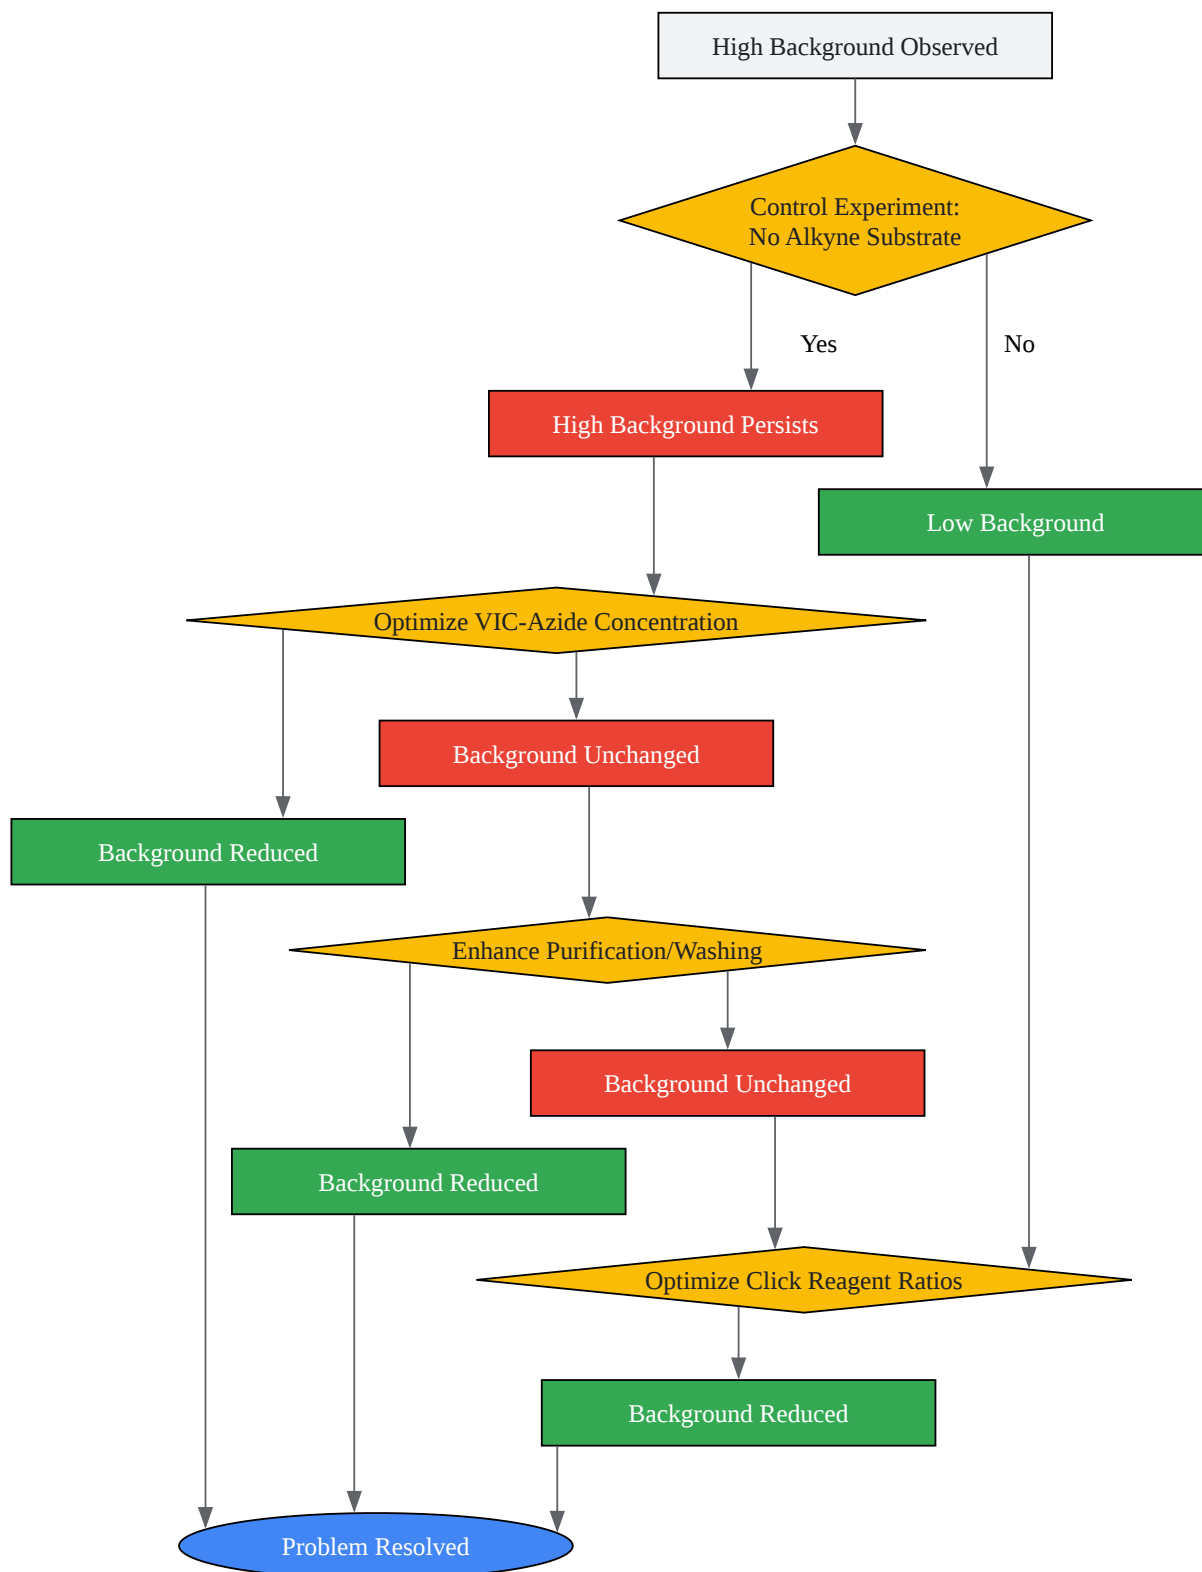 High Background Observed
Control Experiment:
No Alkyne Substrate
Yes
No
High Background Persists
Low Background
Optimize VIC-Azide Concentration
Background Unchanged
Background Reduced
Enhance Purification/Washing
Background Unchanged
Background Reduced
Optimize Click Reagent Ratios
Background Reduced
Problem Resolved